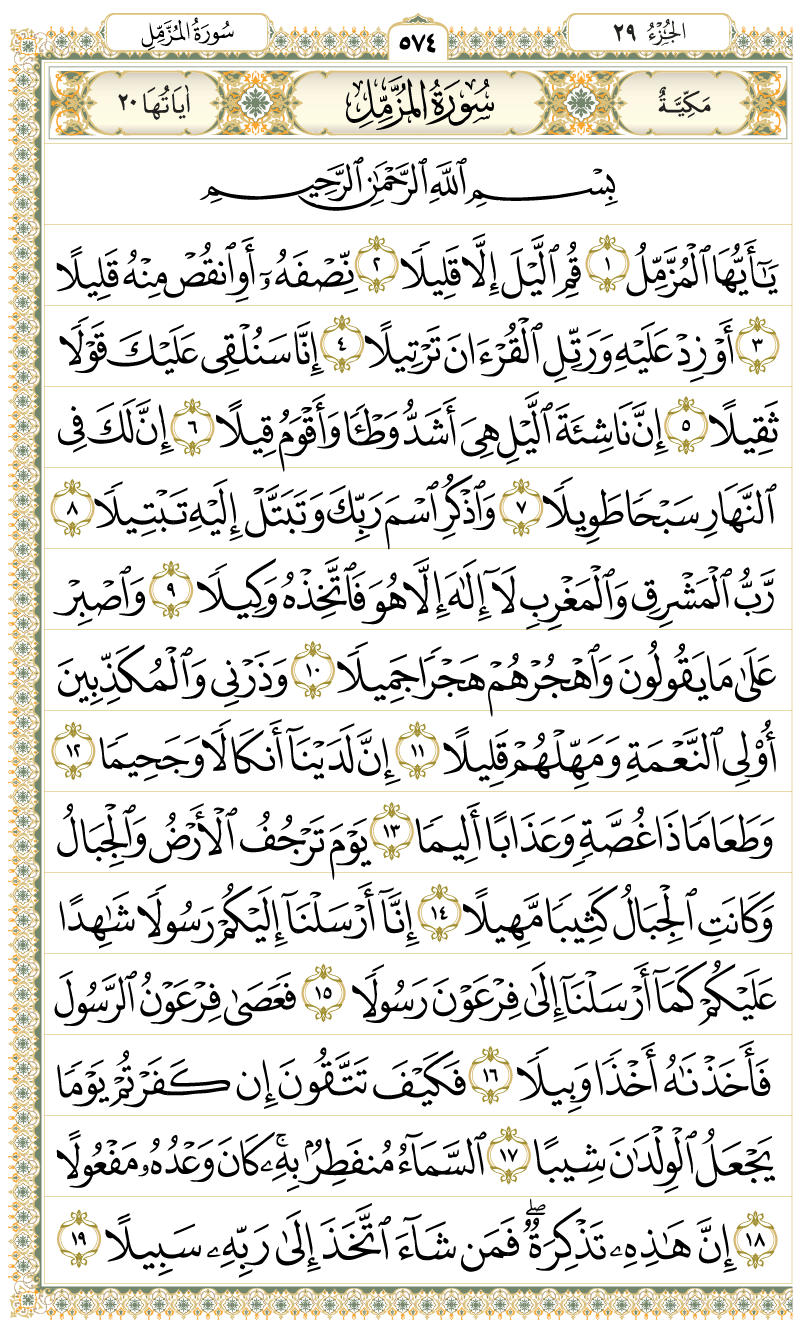 الجُزْءُ ٢٩
٥٧٤
سُورَةُ المُزَّمِّلِ
مَكِّيَّةٌ
سُورَةُ المُزَّمِّلِ
اٰيَاتُهَا ٢٠
بِسْمِ ٱللَّهِ ٱلرَّحْمَٰنِ ٱلرَّحِيمِ
يَٰٓأَيُّهَا ٱلْمُزَّمِّلُ ١ قُمِ ٱلَّيْلَ إِلَّا قَلِيلًا ٢ نِّصْفَهُۥٓ أَوِ ٱنقُصْ مِنْهُ قَلِيلًا
٣ أَوْ زِدْ عَلَيْهِ وَرَتِّلِ ٱلْقُرْءَانَ تَرْتِيلًا ٤ إِنَّا سَنُلْقِى عَلَيْكَ قَوْلًا
ثَقِيلًا ٥ إِنَّ نَاشِئَةَ ٱلَّيْلِ هِىَ أَشَدُّ وَطْـًٔا وَأَقْوَمُ قِيلًا ٦ إِنَّ لَكَ فِى
ٱلنَّهَارِ سَبْحًا طَوِيلًا ٧ وَٱذْكُرِ ٱسْمَ رَبِّكَ وَتَبَتَّلْ إِلَيْهِ تَبْتِيلًا ٨
رَّبُّ ٱلْمَشْرِقِ وَٱلْمَغْرِبِ لَآ إِلَٰهَ إِلَّا هُوَ فَٱتَّخِذْهُ وَكِيلًا ٩ وَٱصْبِرْ
عَلَىٰ مَا يَقُولُونَ وَٱهْجُرْهُمْ هَجْرًا جَمِيلًا ١٠ وَذَرْنِى وَٱلْمُكَذِّبِينَ
أُو۟لِى ٱلنَّعْمَةِ وَمَهِّلْهُمْ قَلِيلًا ١١ إِنَّ لَدَيْنَآ أَنكَالًا وَجَحِيمًا ١٢
وَطَعَامًا ذَا غُصَّةٍ وَعَذَابًا أَلِيمًا ١٣ يَوْمَ تَرْجُفُ ٱلْأَرْضُ وَٱلْجِبَالُ
وَكَانَتِ ٱلْجِبَالُ كَثِيبًا مَّهِيلًا ١٤ إِنَّآ أَرْسَلْنَآ إِلَيْكُمْ رَسُولًا شَٰهِدًا
عَلَيْكُمْ كَمَآ أَرْسَلْنَآ إِلَىٰ فِرْعَوْنَ رَسُولًا ١٥ فَعَصَىٰ فِرْعَوْنُ ٱلرَّسُولَ
فَأَخَذْنَٰهُ أَخْذًا وَبِيلًا ١٦ فَكَيْفَ تَتَّقُونَ إِن كَفَرْتُمْ يَوْمًا
يَجْعَلُ ٱلْوِلْدَٰنَ شِيبًا ١٧ ٱلسَّمَآءُ مُنفَطِرٌۢ بِهِۦ ۚ كَانَ وَعْدُهُۥ مَفْعُولًا
١٨ إِنَّ هَٰذِهِۦ تَذْكِرَةٌ ۖ فَمَن شَآءَ ٱتَّخَذَ إِلَىٰ رَبِّهِۦ سَبِيلًا ١٩